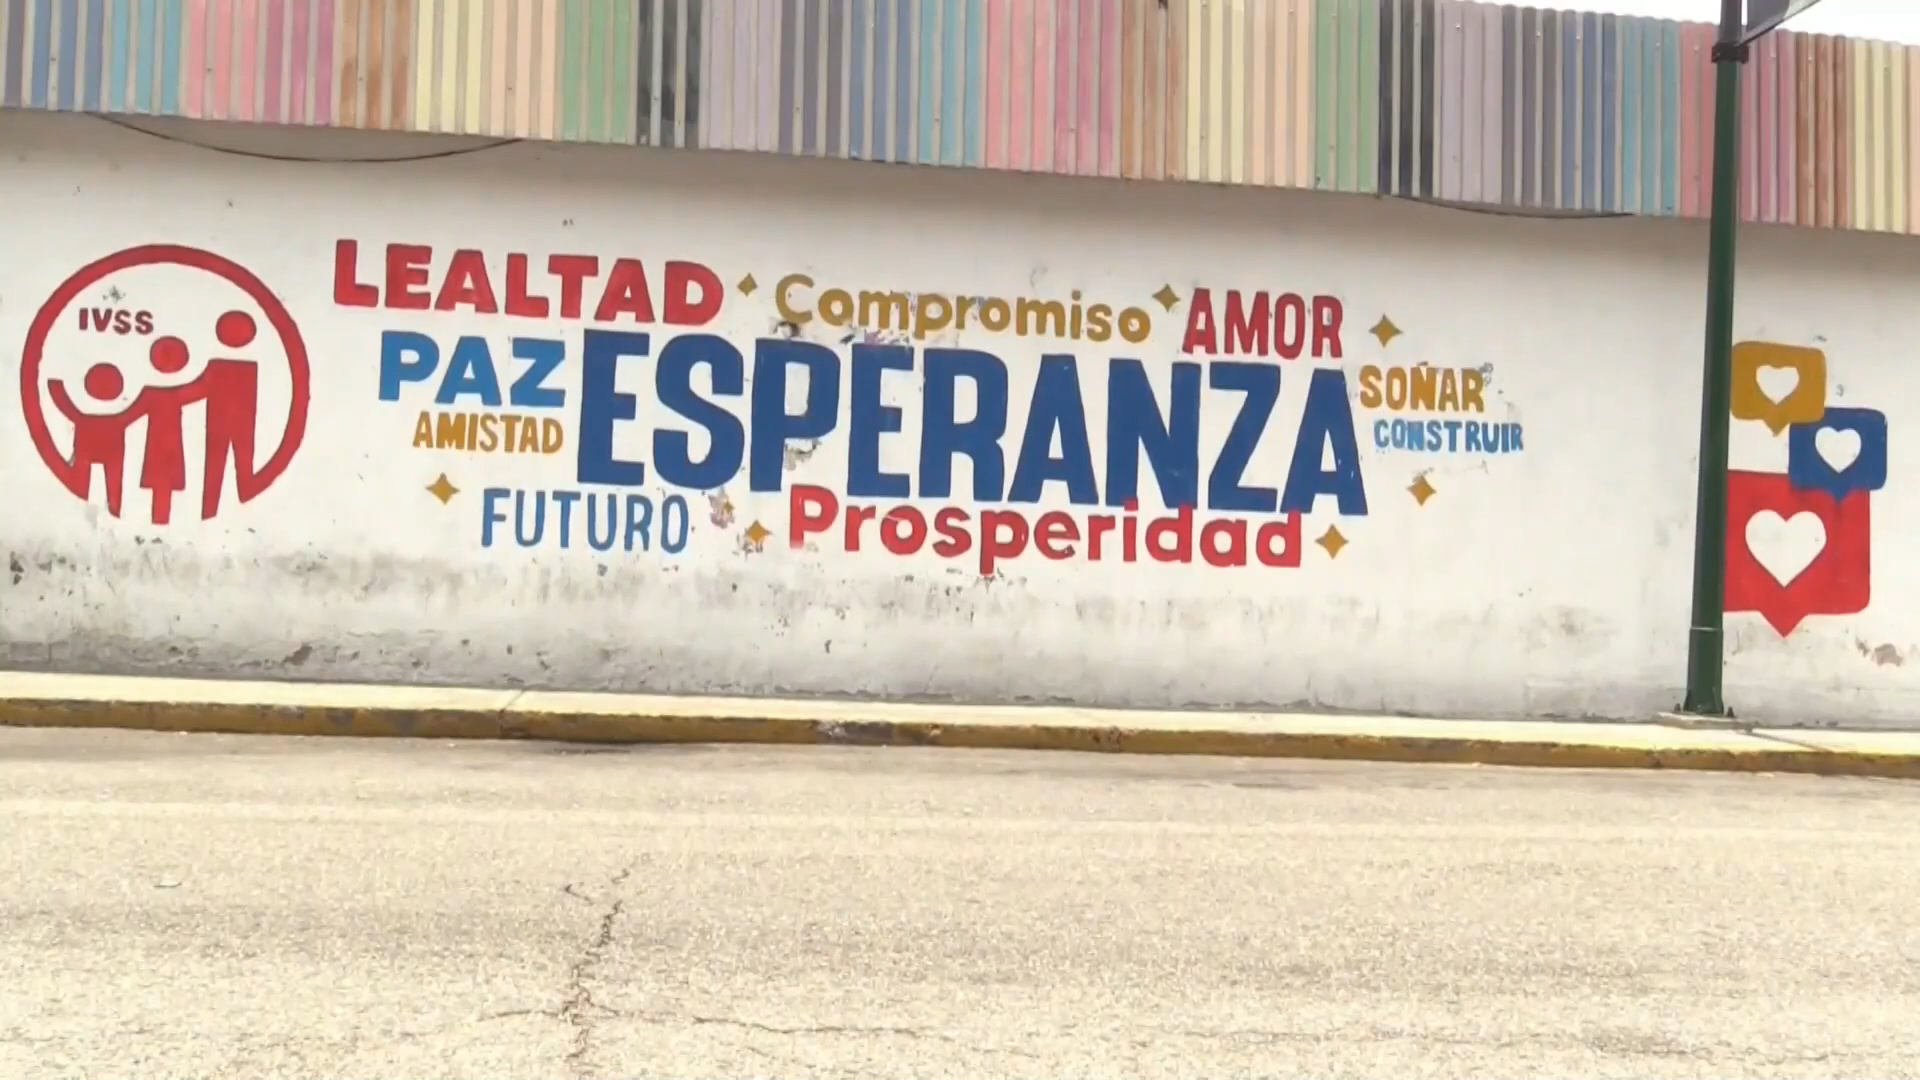 IVSS
LEALTAD Compromiso AMOR
PAZ ESPERANZA SOÑAR
AMISTAD CONSTRUIR
FUTURO Prosperidad